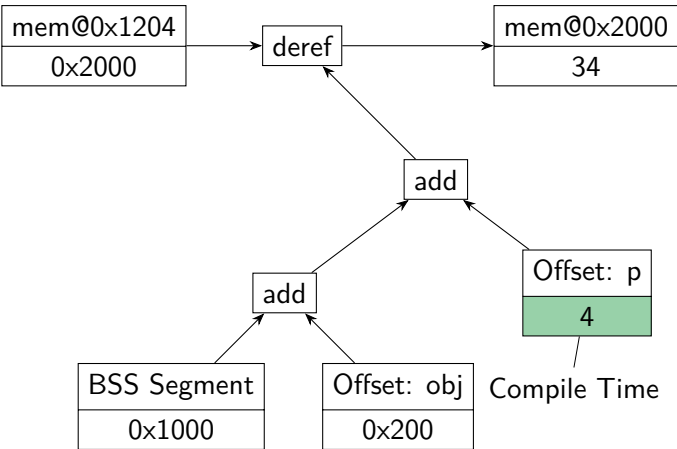 mem@0x1204
0x2000
deref
mem@0x2000
34
add
Offset: p
4
add
Compile Time
BSS Segment
0x1000
Offset: obj
0x200